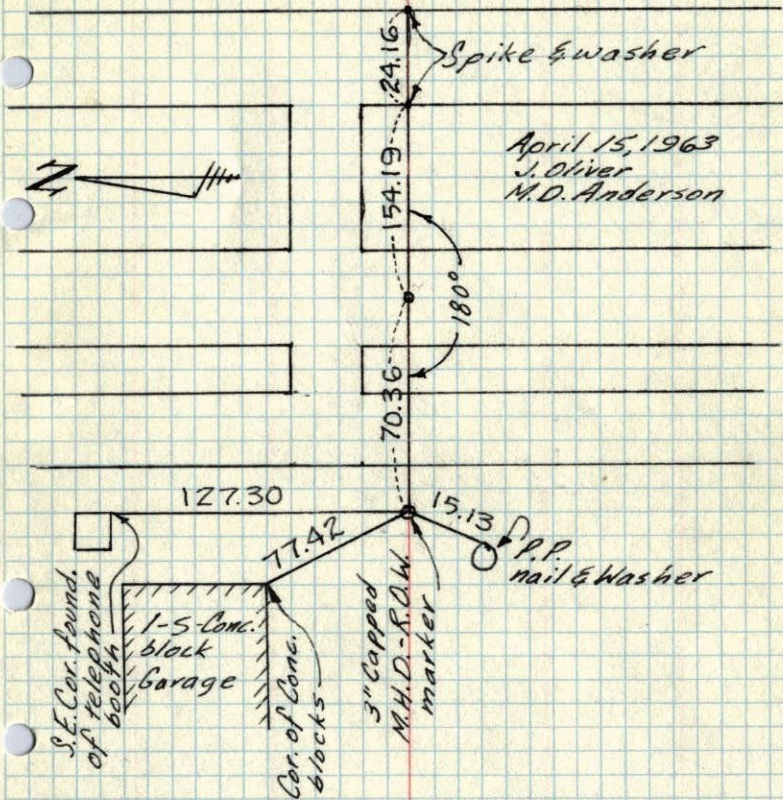 24.16
Spike & washer
April 15, 1963
J. Oliver
M.D. Anderson
N
154.19
180°
70.36
127.30
15.13
77.42
P.P.
nail & Washer
S.E. Cor. found.
of telephone
booth
1-S-Conc.
block
Garage
Cor. of Conc.
blocks
3" Capped
M.H.D.-R.O.W.
marker